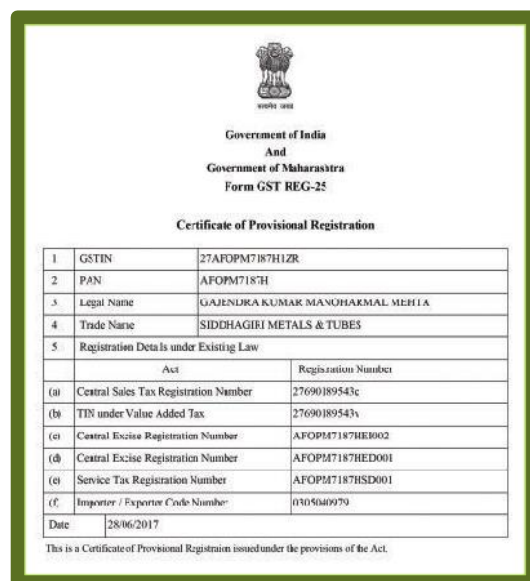 सत्यमेव जयते
Government of India
And
Government of Maharashtra
Form GST REG-25
Certificate of Provisional Registration
1 GSTIN 27AFOPM7187H1ZR
2 PAN AFOPM7187H
3 Legal Name GAJENDRA KUMAR MANOHARMAL MEHTA
4 Trade Name SIDDHAGIRI METALS & TUBES
5 Registration Details under Existing Law
Act Registration Number
(a) Central Sales Tax Registration Number 27690189543c
(b) TIN under Value Added Tax 27690189543v
(c) Central Excise Registration Number AFOPM7187HEI002
(d) Central Excise Registration Number AFOPM7187HED001
(e) Service Tax Registration Number AFOPM7187HSD001
(f) Importer / Exporter Code Number 0305040979
Date 28/06/2017
This is a Certificate of Provisional Registraion issued under the provisions of the Act.